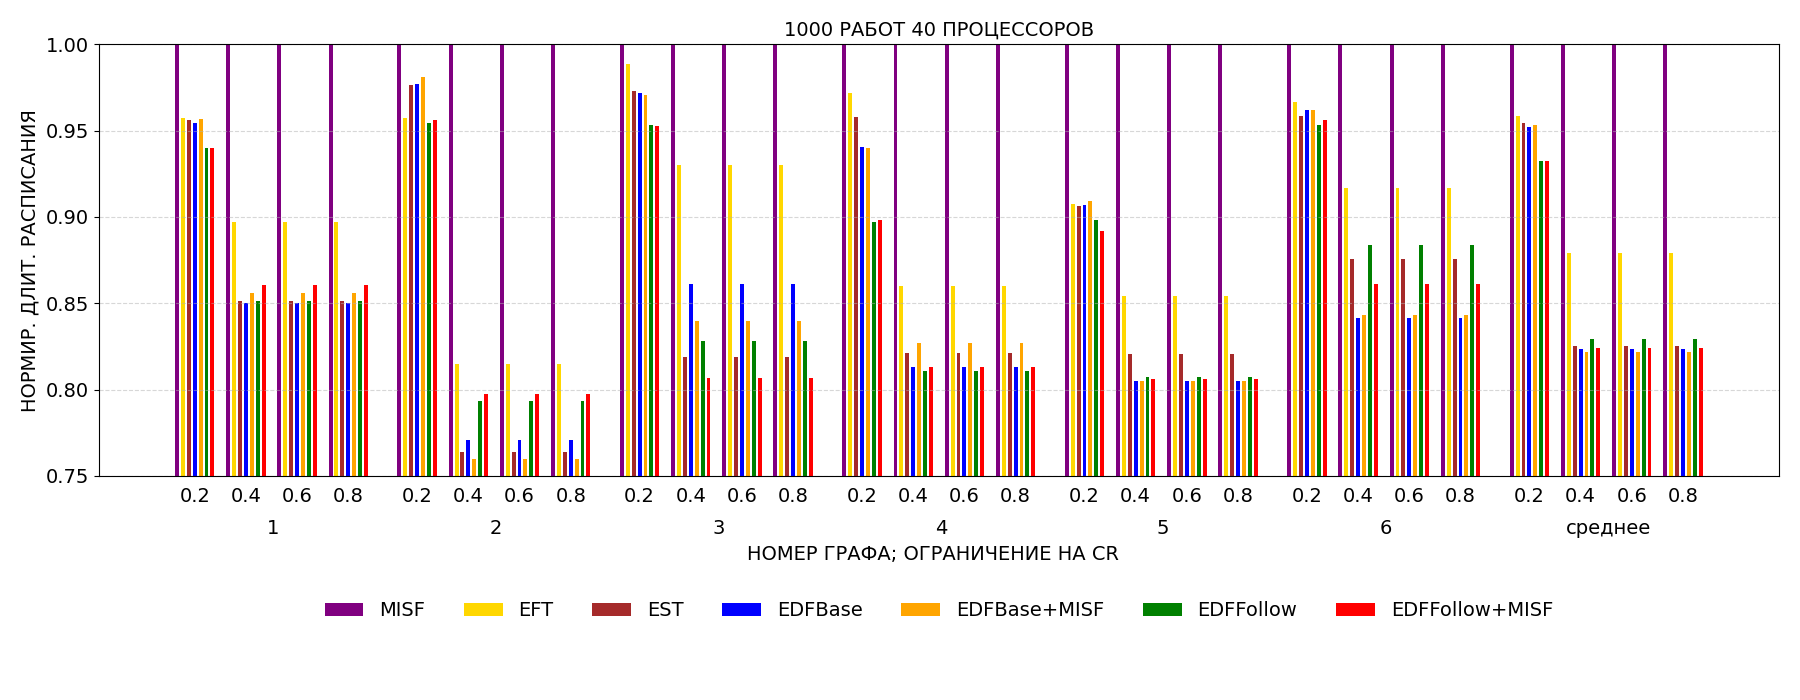 1000 РАБОТ 40 ПРОЦЕССОРОВ
НОРМИР. ДЛИТ. РАСПИСАНИЯ
1.00
0.95
0.90
0.85
0.80
0.75
0.2 0.4 0.6 0.8 0.2 0.4 0.6 0.8 0.2 0.4 0.6 0.8 0.2 0.4 0.6 0.8 0.2 0.4 0.6 0.8 0.2 0.4 0.6 0.8 0.2 0.4 0.6 0.8
1 2 3 4 5 6 среднее
НОМЕР ГРАФА; ОГРАНИЧЕНИЕ НА CR
MISF EFT EST EDFBase EDFBase+MISF EDFFollow EDFFollow+MISF